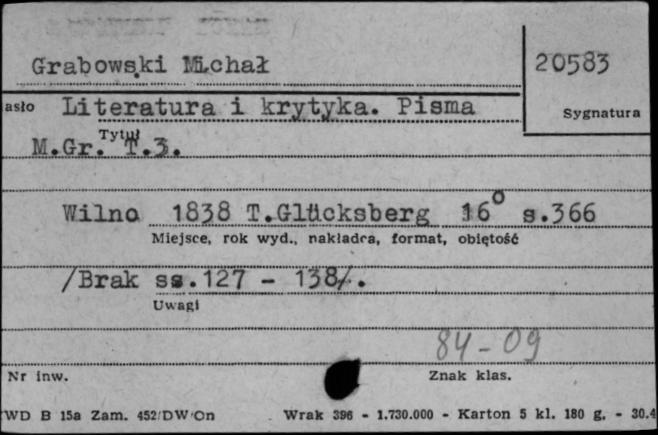 Grabowski Michał
20583
asło Literatura i krytyka. Pisma
Sygnatura
Tytuł
M.Gr. T.3.
Wilno 1838 T.Glücksberg 16° s.366
Miejsce, rok wyd., nakładca, format, objętość
/Brak ss.127 - 138/.
Uwagi
84-09
Nr inw.
Znak klas.
WD B 15a Zam. 452/DW/On Wrak 396 - 1.730.000 - Karton 5 kl. 180 g. - 30.4